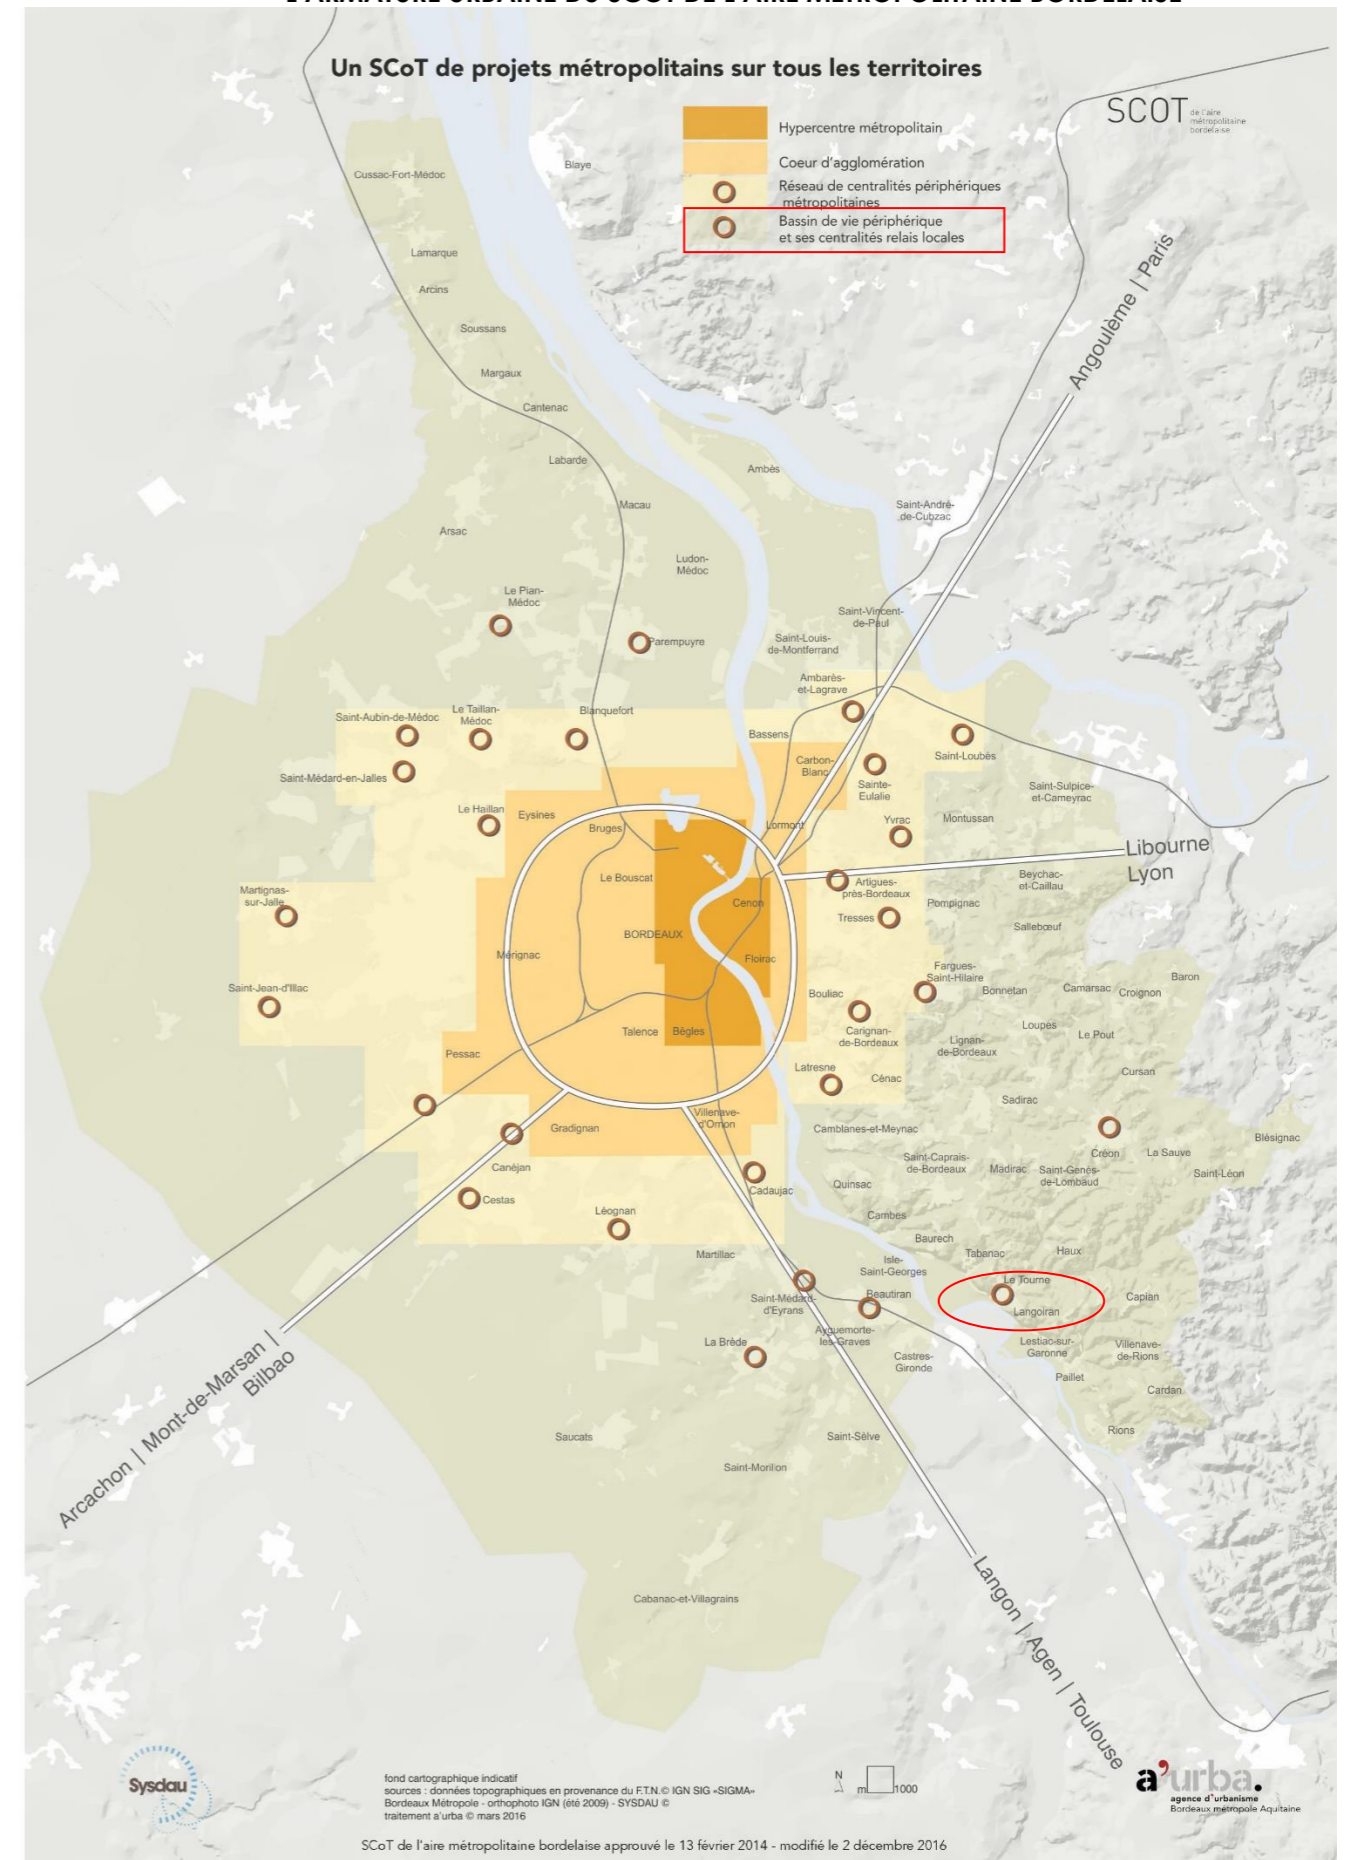 L'ARMATURE URBAINE DU SCOT DE L'AIRE METROPOLITAINE BORDELAISE
Un SCoT de projets métropolitains sur tous les territoires
SCOT
de l'aire
métropolitaine
bordelaise
Hypercentre métropolitain
Coeur d'agglomération
Réseau de centralités périphériques
métropolitaines
Bassin de vie périphérique
et ses centralités relais locales
Blaye
Cussac-Fort-Médoc
Lamarque
Arcins
Soussans
Margaux
Cantenac
Labarde
Macau
Arsac
Ambès
Saint-André-
de-Cubzac
Angoulême | Paris
Ludon-
Médoc
Le Pian-
Médoc
Parempuyre
Saint-Vincent-
de-Paul
Saint-Louis-
de-Montferrand
Ambarès-
et-Lagrave
Saint-Aubin-de-Médoc
Le Taillan-
Médoc
Blanquefort
Bassens
Saint-Loubès
Carbon-
Blanc
Sainte-
Eulalie
Saint-Médard-en-Jalles
Saint-Sulpice-
et-Cameyrac
Le Haillan
Eysines
Bruges
Lormont
Yvrac
Montussan
Libourne
Lyon
Le Bouscat
Artigues-
près-Bordeaux
Beychac-
et-Caillau
Martignas-
sur-Jalle
Cenon
Pompignac
Tresses
Salleboeuf
BORDEAUX
Mérignac
Floirac
Fargues-
Saint-Hilaire
Baron
Saint-Jean-d'Illac
Bouliac
Bonnetan
Camarsac
Croignon
Talence
Bègles
Carignan-
de-Bordeaux
Loupes
Le Pout
Lignan-
de-Bordeaux
Pessac
Latresne
Cénac
Cursan
Sadirac
Villenave-
d'Ornon
Gradignan
Camblanes-et-Meynac
Créon
La Sauve
Blésignac
Canéjan
Saint-Caprais-
de-Bordeaux
Madirac
Saint-Genès-
de-Lombaud
Saint-Léon
Cestas
Cadaujac
Quinsac
Léognan
Cambes
Baurech
Martillac
Isle-
Saint-Georges
Tabanac
Haux
Le Tourne
Langoiran
Capian
Saint-Médard-
d'Eyrans
Beautiran
Ayguemorte-
les-Graves
La Brède
Castres-
Gironde
Lestiac-sur-
Garonne
Villenave-
de-Rions
Paillet
Cardan
Arcachon | Mont-de-Marsan |
Bilbao
Rions
Saucats
Saint-Selve
Saint-Morillon
Cabanac-et-Villagrains
Langon | Agen | Toulouse
Sysdau
fond cartographique indicatif
sources : données topographiques en provenance du F.T.N.© IGN SIG «SIGMA»
Bordeaux Métropole - orthophoto IGN (été 2009) - SYSDAU ©
traitement a'urba © mars 2016
N
m 1000
a'urba.
agence d'urbanisme
Bordeaux métropole Aquitaine
SCoT de l'aire métropolitaine bordelaise approuvé le 13 février 2014 - modifié le 2 décembre 2016